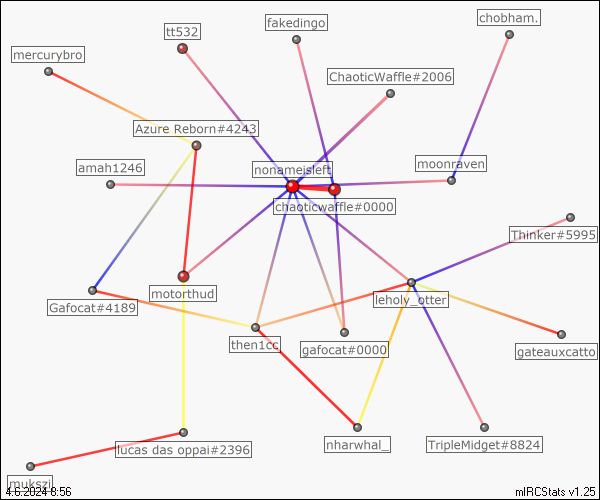 chobham.
fakedingo
tt532
mercurybro
ChaoticWaffle#2006
Azure Reborn#4243
amah1246
nonameisleft
moonraven
chaoticwaffle#0000
Thinker#5995
motorthud
leholy_otter
Gafocat#4189
then1cc
gafocat#0000
gateauxcatto
nharwhal_
TripleMidget#8824
lucas das oppai#2396
mukszi
4.6.2024 8:56
mIRCStats v1.25